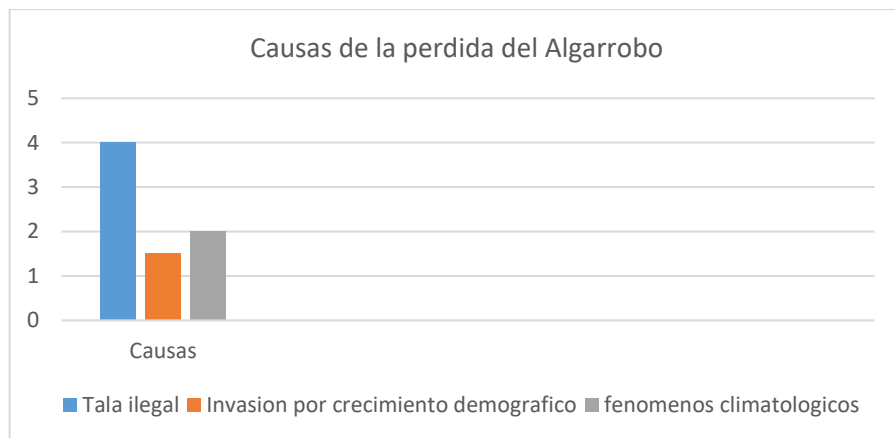 Causas de la perdida del Algarrobo
5
4
3
2
1
0
Causas
Tala ilegal Invasion por crecimiento demografico fenomenos climatologicos